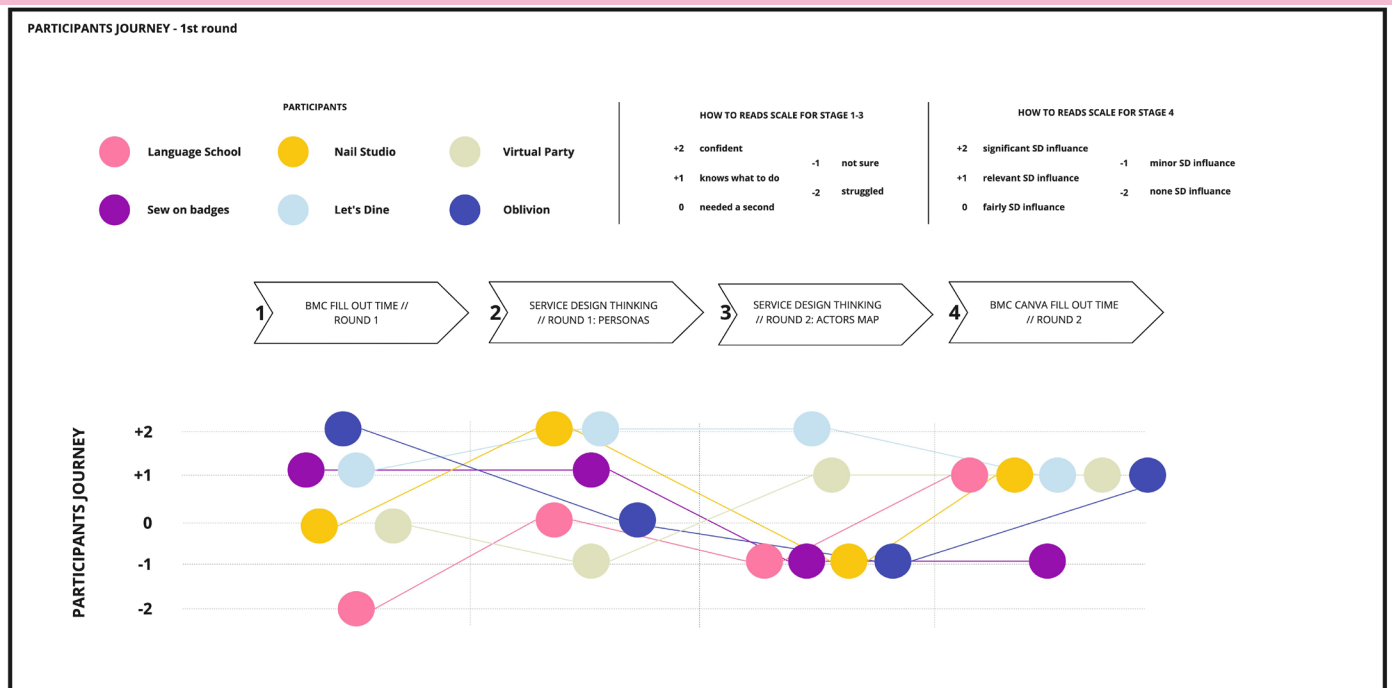 PARTICIPANTS JOURNEY - 1st round
PARTICIPANTS
Language School
Nail Studio
Virtual Party
Sew on badges
Let's Dine
Oblivion
HOW TO READS SCALE FOR STAGE 1-3
+2 confident
-1 not sure
+1 knows what to do
-2 struggled
0 needed a second
HOW TO READS SCALE FOR STAGE 4
+2 significant SD influance
-1 minor SD influance
+1 relevant SD influance
-2 none SD influance
0 fairly SD influance
1
BMC FILL OUT TIME //
ROUND 1
2
SERVICE DESIGN THINKING
// ROUND 1: PERSONAS
3
SERVICE DESIGN THINKING
// ROUND 2: ACTORS MAP
4
BMC CANVA FILL OUT TIME
// ROUND 2
PARTICIPANTS JOURNEY
+2
+1
0
-1
-2